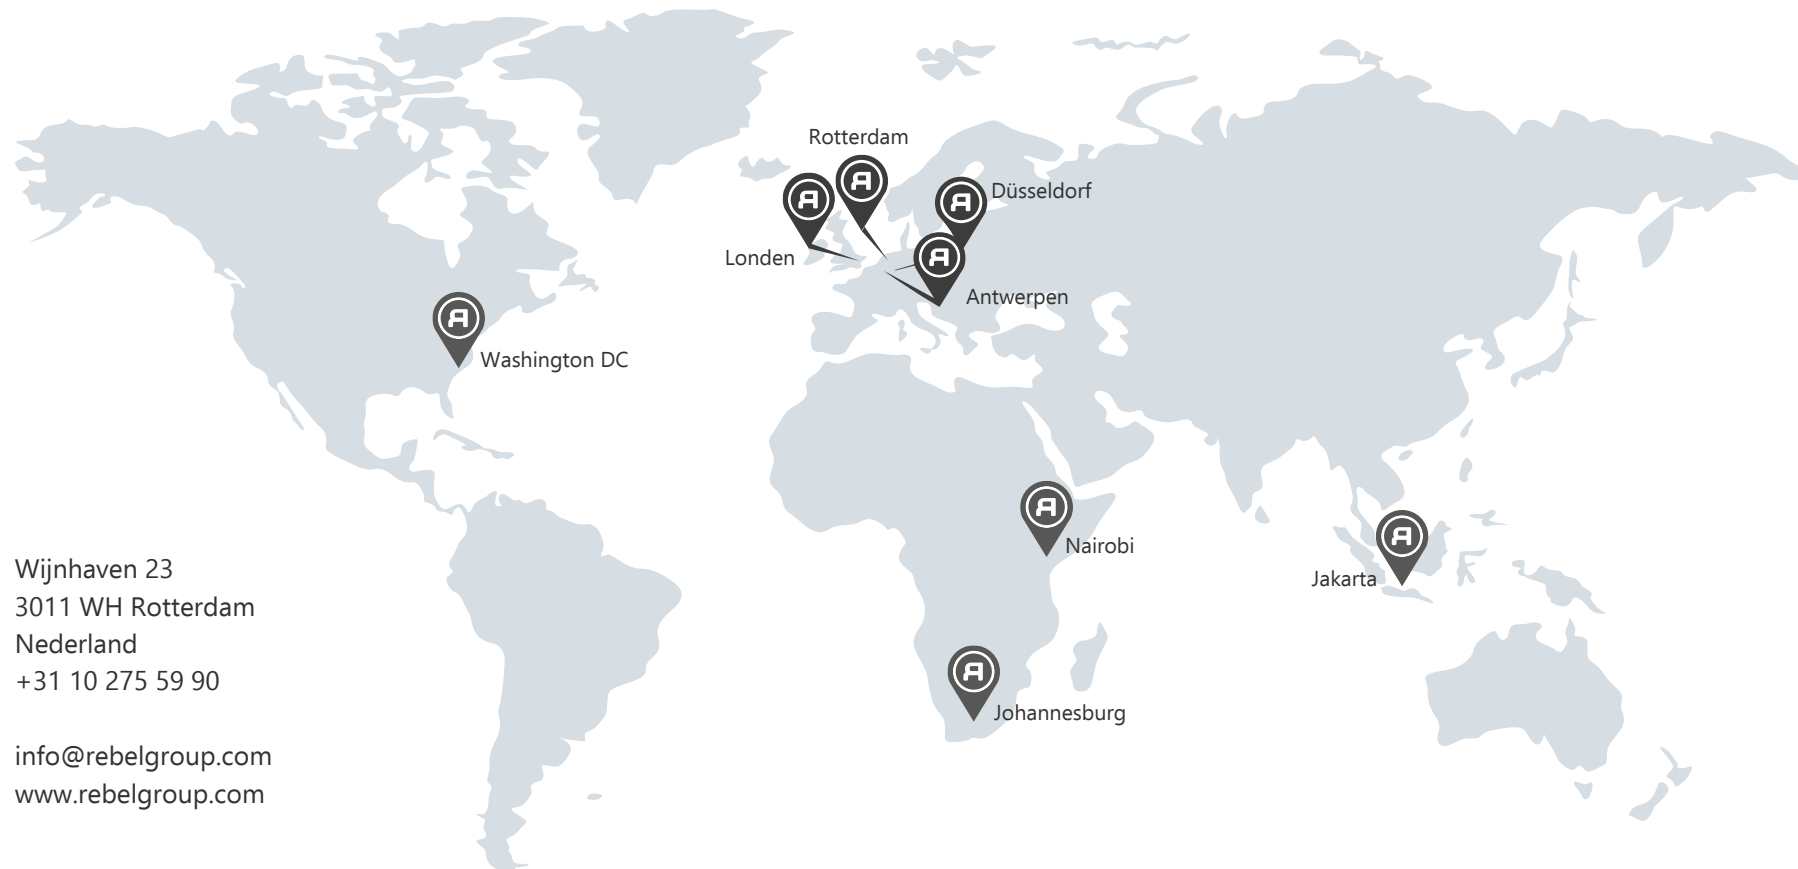 Rotterdam
Düsseldorf
Londen
Antwerpen
Washington DC
Nairobi
Jakarta
Johannesburg
Wijnhaven 23
3011 WH Rotterdam
Nederland
+31 10 275 59 90
info@rebelgroup.com
www.rebelgroup.com